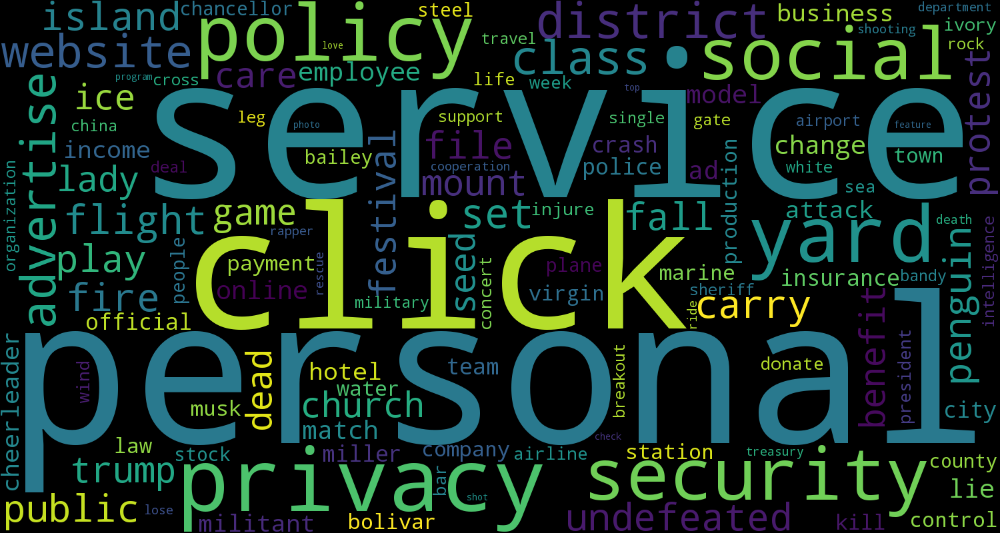 island
chancellor
policy
steel
love
travel
district
business
department
shooting
ivory
rock
website
program
cross
care
employee
life
class
week
social
advertise
ice
china
leg
photo
service
support
top
single
model
gate
airport
feature
protest
income
deal
lady
bailey
festival
file
cooperation
mount
crash
police
ad
production
change
white
town
sea
organization
flight
game
rapper
click
set
injure
fall
yard
attack
death
penguin
intelligence
play
people
payment
online
rescue
seed
concert
plane
virgin
marine
sheriff
insurance
bandy
fire
official
military
ride
carry
benefit
cheerleader
wind
personal
dead
hotel
water
team
breakout
donate
president
city
musk
church
match
check
law
trump
stock
miller
company
airline
station
treasury
county
public
lose
privacy
bar
shot
security
lie
militant
bolivar
undefeated
kill
control